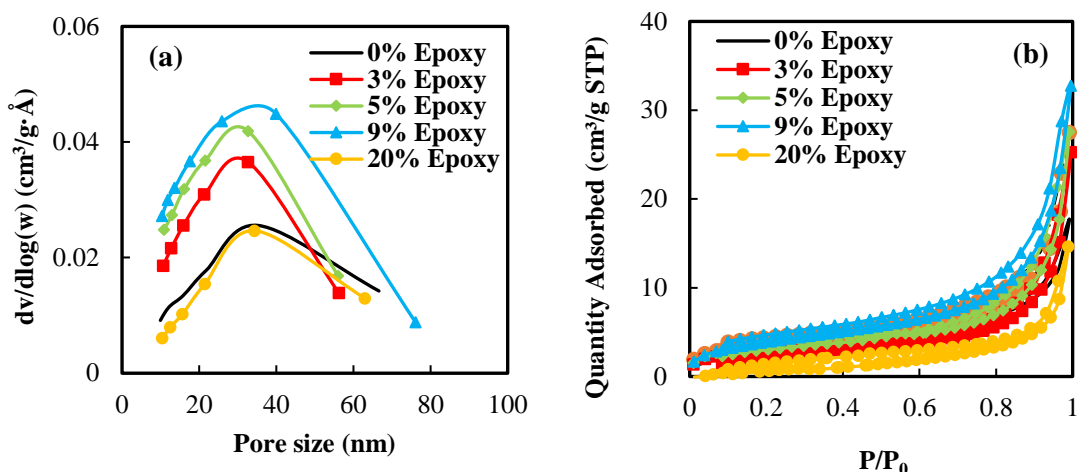 dv/dlog(w) (cm³/g·Å)
0.06
0.04
0.02
0
(a)
0% Epoxy
3% Epoxy
5% Epoxy
9% Epoxy
20% Epoxy
0 20 40 60 80 100
Pore size (nm)
Quantity Adsorbed (cm³/g STP)
40
30
20
10
0
0% Epoxy
3% Epoxy
5% Epoxy
9% Epoxy
20% Epoxy
(b)
0 0.2 0.4 0.6 0.8 1
P/P₀